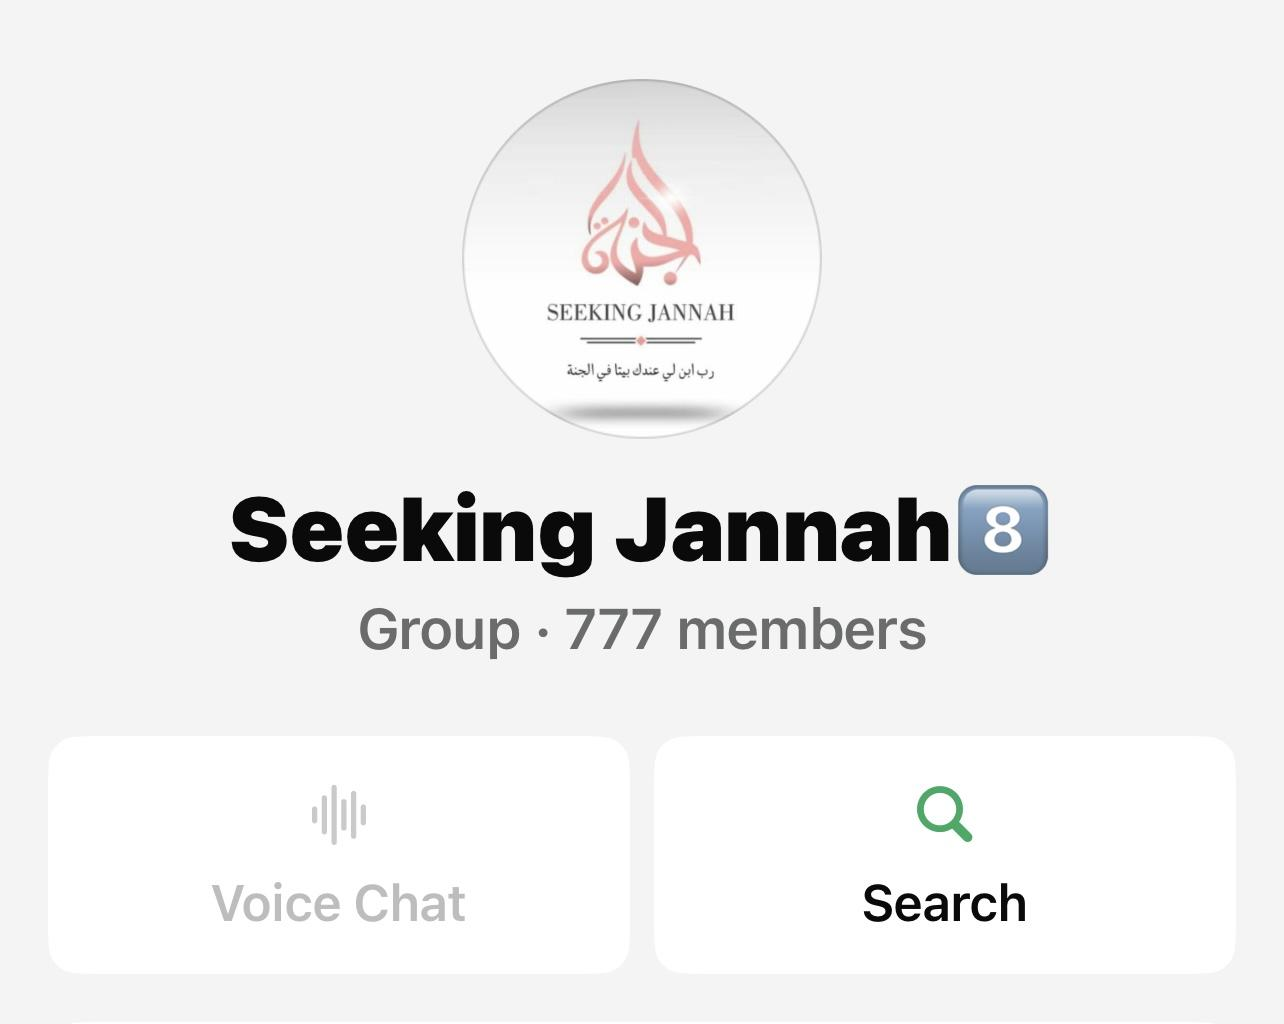 الجنة
SEEKING JANNAH
رب ابن لي عندك بيتا في الجنة
Seeking Jannah8️⃣
Group · 777 members
Voice Chat
Search